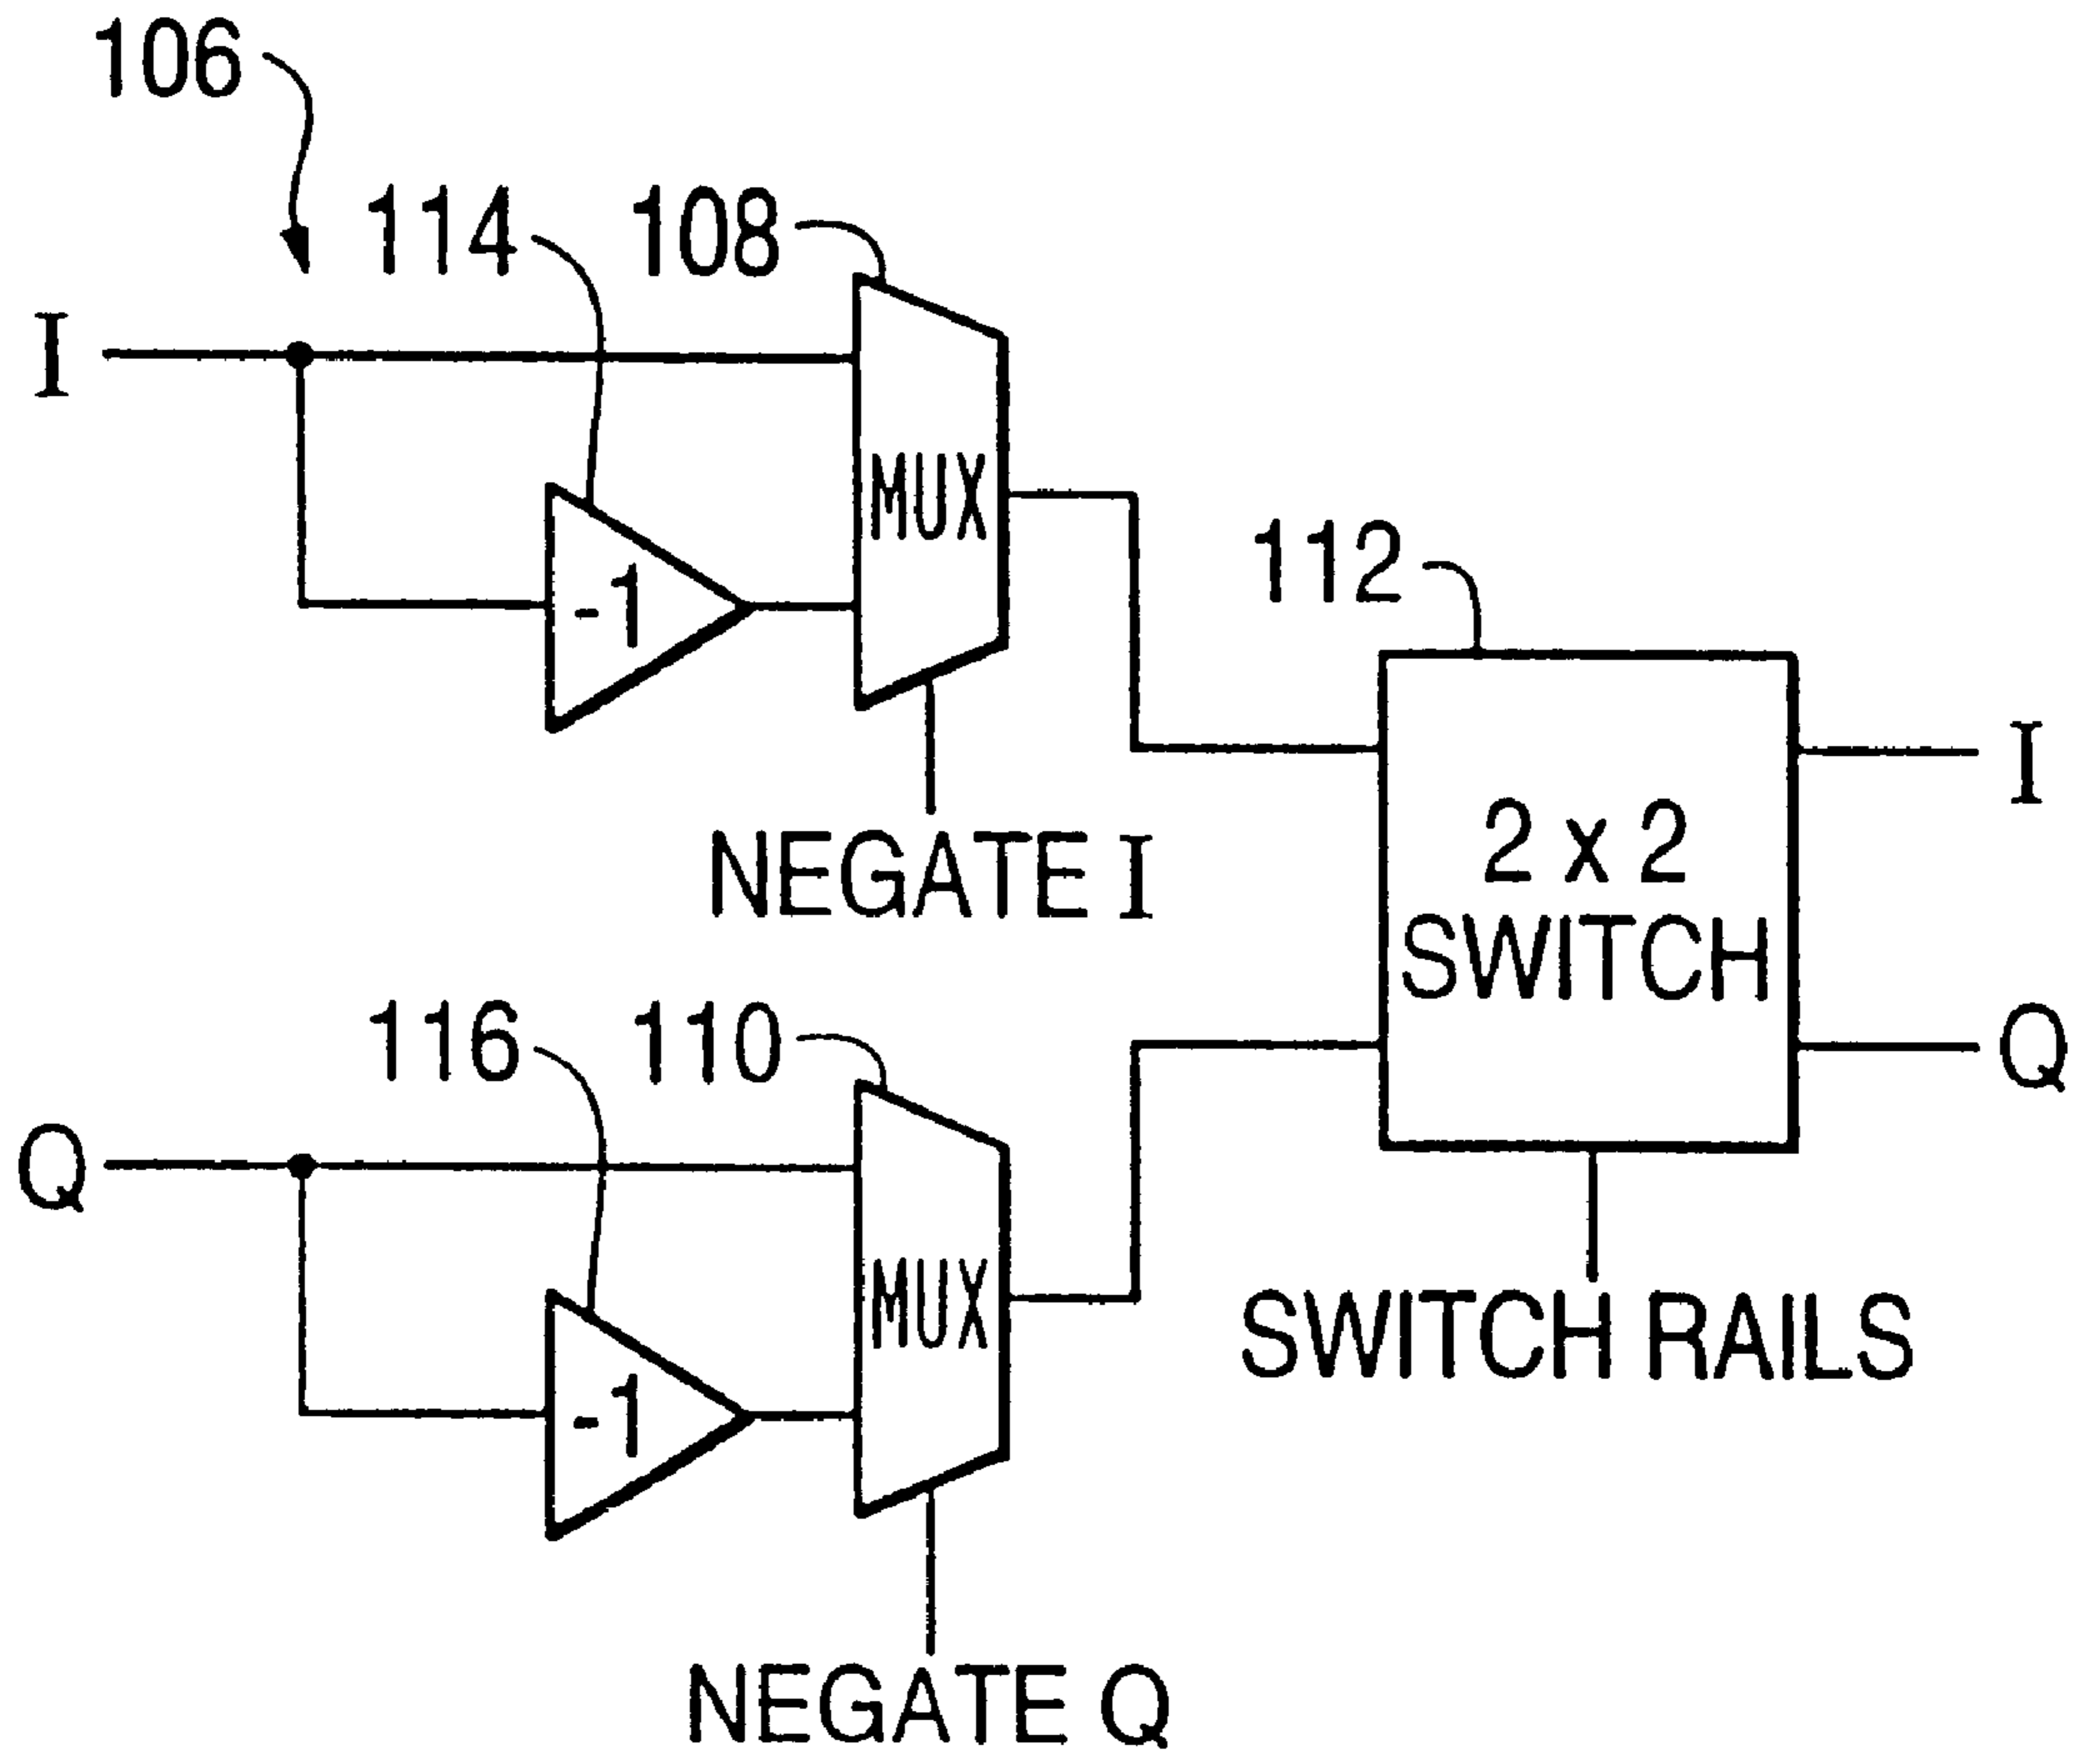 106
114
108
I
MUX
-1
112
NEGATE I
I
2 x 2
SWITCH
116
110
Q
Q
MUX
-1
SWITCH RAILS
NEGATE Q